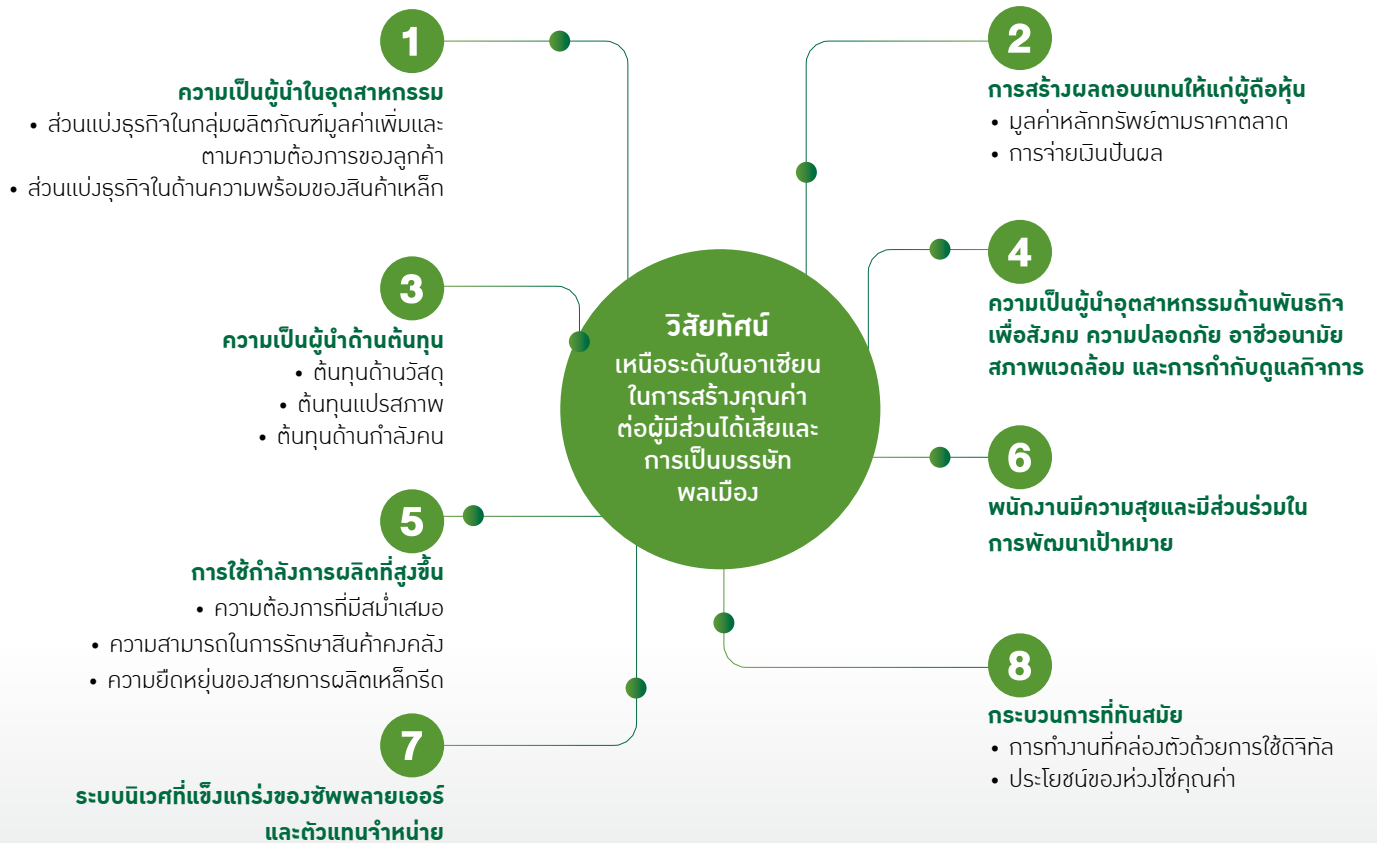 1
ความเป็นผู้นำในอุตสาหกรรม
• ส่วนแบ่งธุรกิจในกลุ่มผลิตภัณฑ์มูลค่าเพิ่มและ
ตามความต้องการของลูกค้า
• ส่วนแบ่งธุรกิจในด้านความพร้อมของสินค้าเหล็ก
2
การสร้างผลตอบแทนให้แก่ผู้ถือหุ้น
• มูลค่าหลักทรัพย์ตามราคาตลาด
• การจ่ายเงินปันผล
3
ความเป็นผู้นำด้านต้นทุน
• ต้นทุนด้านวัสดุ
• ต้นทุนแปรสภาพ
• ต้นทุนด้านกำลังคน
วิสัยทัศน์
เหนือระดับในอาเซียน
ในการสร้างคุณค่า
ต่อผู้มีส่วนได้เสียและ
การเป็นบรรษัท
พลเมือง
4
ความเป็นผู้นำอุตสาหกรรมด้านพันธกิจ
เพื่อสังคม ความปลอดภัย อาชีวอนามัย
สภาพแวดล้อม และการกำกับดูแลกิจการ
5
การใช้กำลังการผลิตที่สูงขึ้น
• ความต้องการที่มีสม่ำเสมอ
• ความสามารถในการรักษาสินค้าคงคลัง
• ความยืดหยุ่นของสายการผลิตเหล็กรีด
6
พนักงานมีความสุขและมีส่วนร่วมใน
การพัฒนาเป้าหมาย
7
ระบบนิเวศที่แข็งแกร่งของซัพพลายเออร์
และตัวแทนจำหน่าย
8
กระบวนการที่ทันสมัย
• การทำงานที่คล่องตัวด้วยการใช้ดิจิทัล
• ประโยชน์ของห่วงโซ่คุณค่า